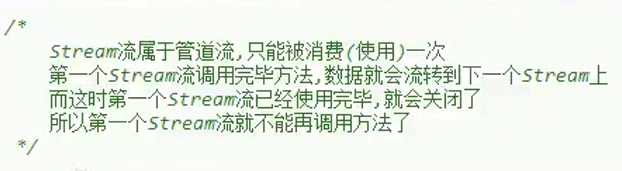 /*
Stream流属于管道流,只能被消费(使用)一次
第一个Stream流调用完毕方法,数据就会流转到下一个Stream上
而这时第一个Stream流已经使用完毕,就会关闭了
所以第一个Stream流就不能再调用方法了
*/